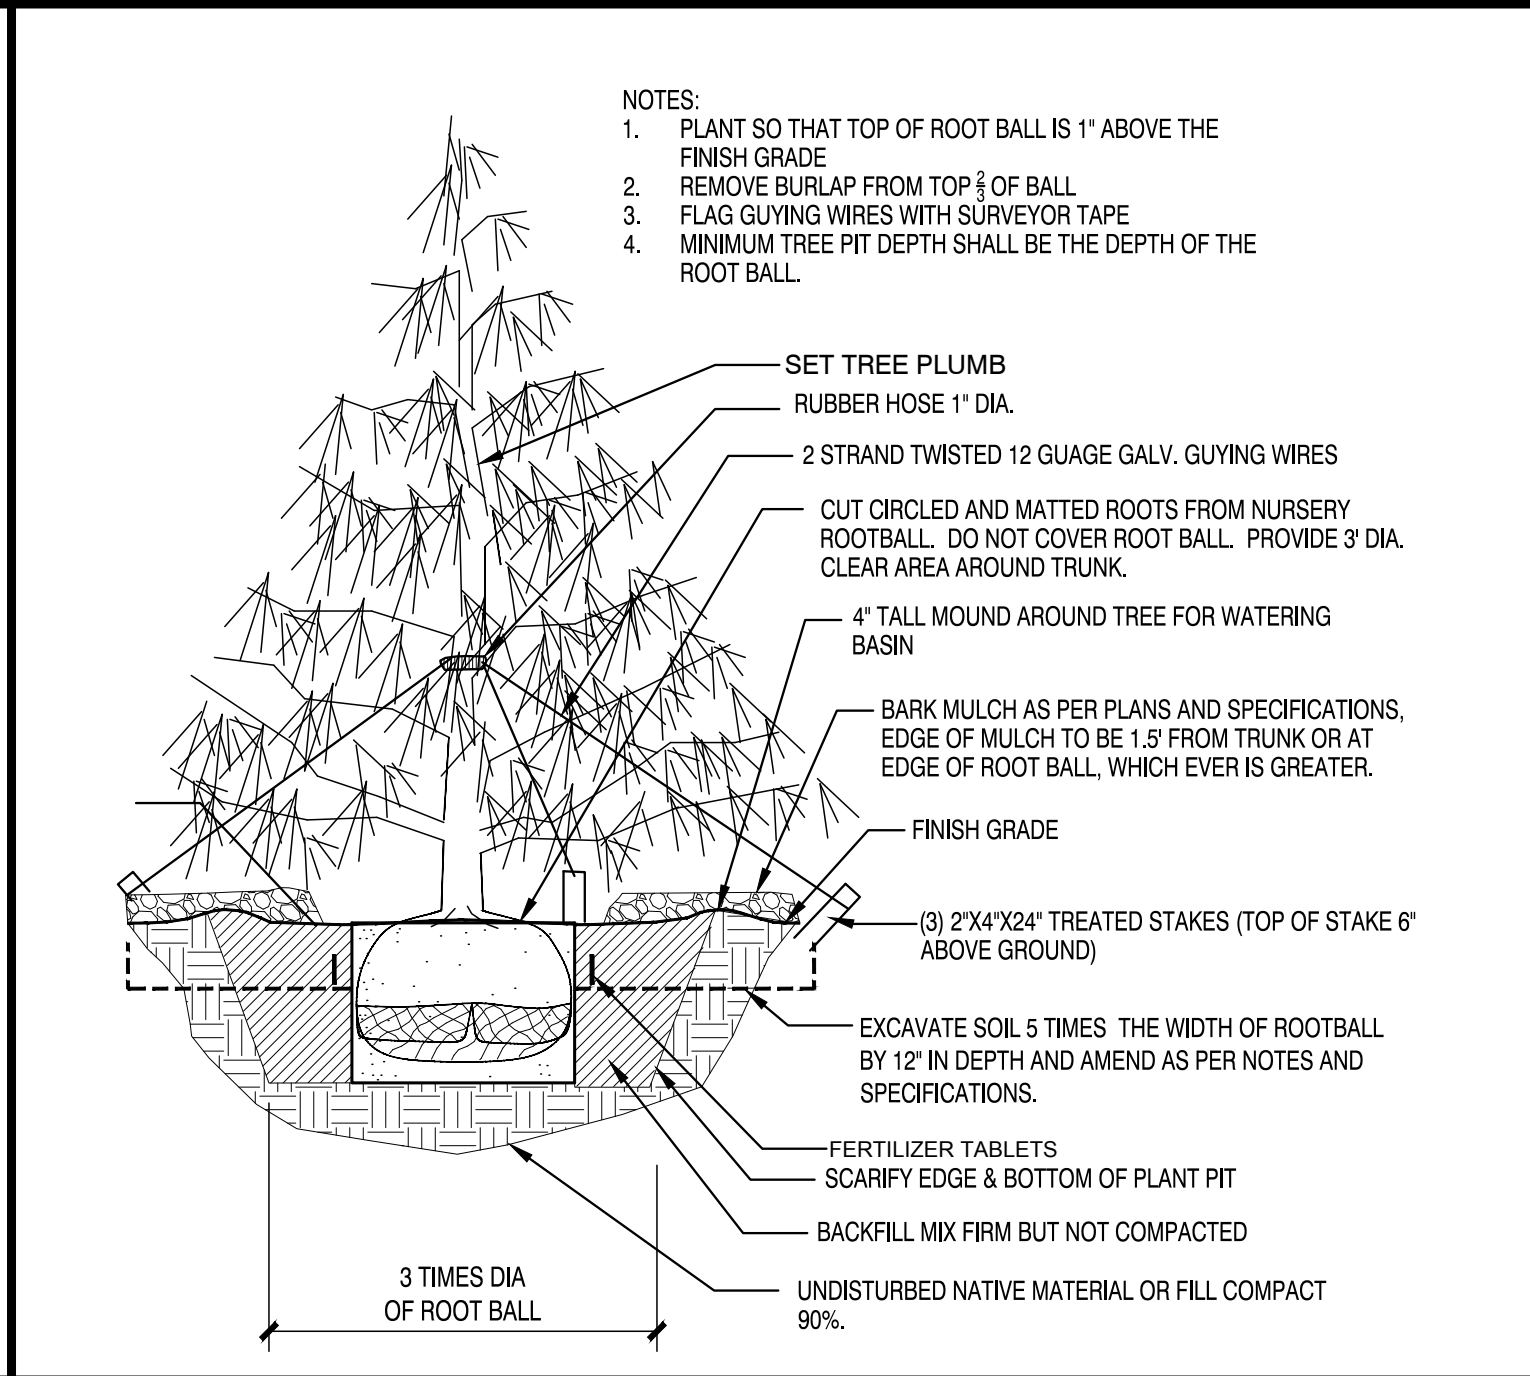 NOTES:
1. PLANT SO THAT TOP OF ROOT BALL IS 1" ABOVE THE
FINISH GRADE
2. REMOVE BURLAP FROM TOP 2/3 OF BALL
3. FLAG GUYING WIRES WITH SURVEYOR TAPE
4. MINIMUM TREE PIT DEPTH SHALL BE THE DEPTH OF THE
ROOT BALL.
SET TREE PLUMB
RUBBER HOSE 1" DIA.
2 STRAND TWISTED 12 GUAGE GALV. GUYING WIRES
CUT CIRCLED AND MATTED ROOTS FROM NURSERY
ROOTBALL. DO NOT COVER ROOT BALL. PROVIDE 3' DIA.
CLEAR AREA AROUND TRUNK.
4" TALL MOUND AROUND TREE FOR WATERING
BASIN
BARK MULCH AS PER PLANS AND SPECIFICATIONS,
EDGE OF MULCH TO BE 1.5' FROM TRUNK OR AT
EDGE OF ROOT BALL, WHICH EVER IS GREATER.
FINISH GRADE
(3) 2"X4"X24" TREATED STAKES (TOP OF STAKE 6"
ABOVE GROUND)
EXCAVATE SOIL 5 TIMES THE WIDTH OF ROOTBALL
BY 12" IN DEPTH AND AMEND AS PER NOTES AND
SPECIFICATIONS.
FERTILIZER TABLETS
SCARIFY EDGE & BOTTOM OF PLANT PIT
BACKFILL MIX FIRM BUT NOT COMPACTED
UNDISTURBED NATIVE MATERIAL OR FILL COMPACT
90%.
3 TIMES DIA
OF ROOT BALL